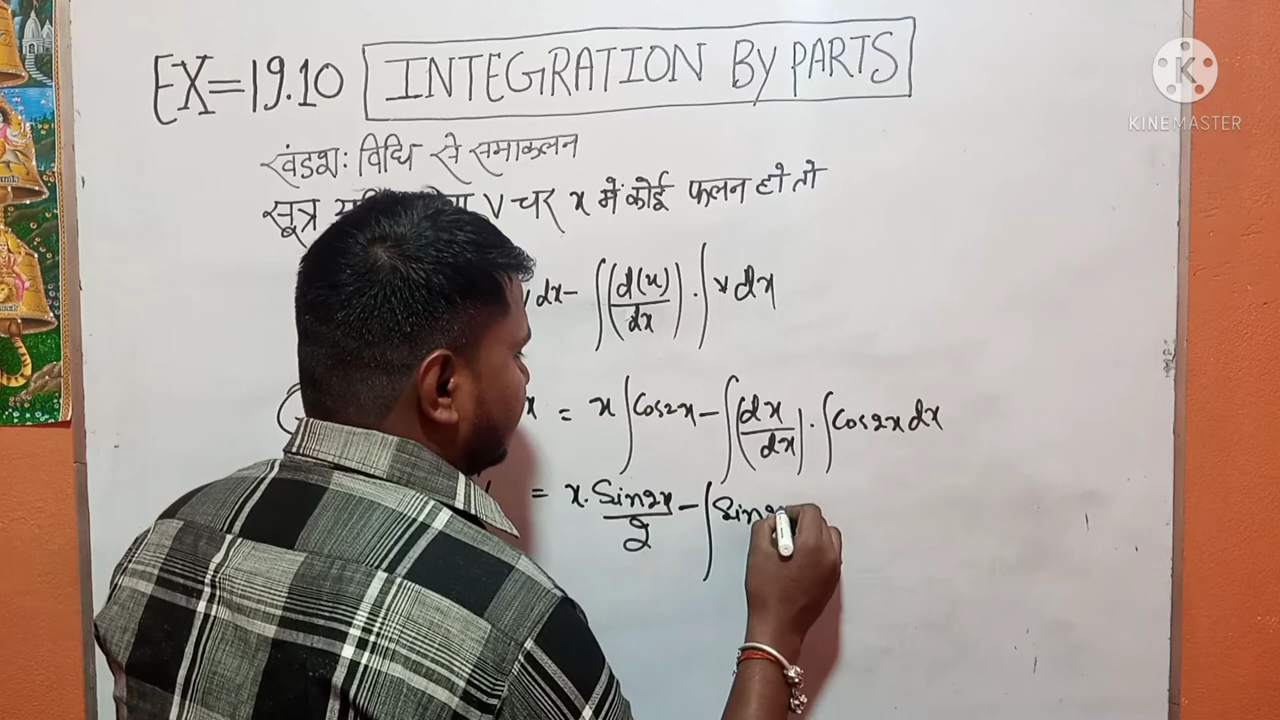 EX=19.10 INTEGRATION BY PARTS
KINEMASTER
खंडशः विधि से समाकलन
सूत्र V चर x में कोई फलन हो तो
v dx - ∫(d(u)/dx) . ∫v dx
x = x∫Cos2x - ∫(dx/dx) . ∫Cos2x dx
= x. Sin2x/2 - ∫Sin